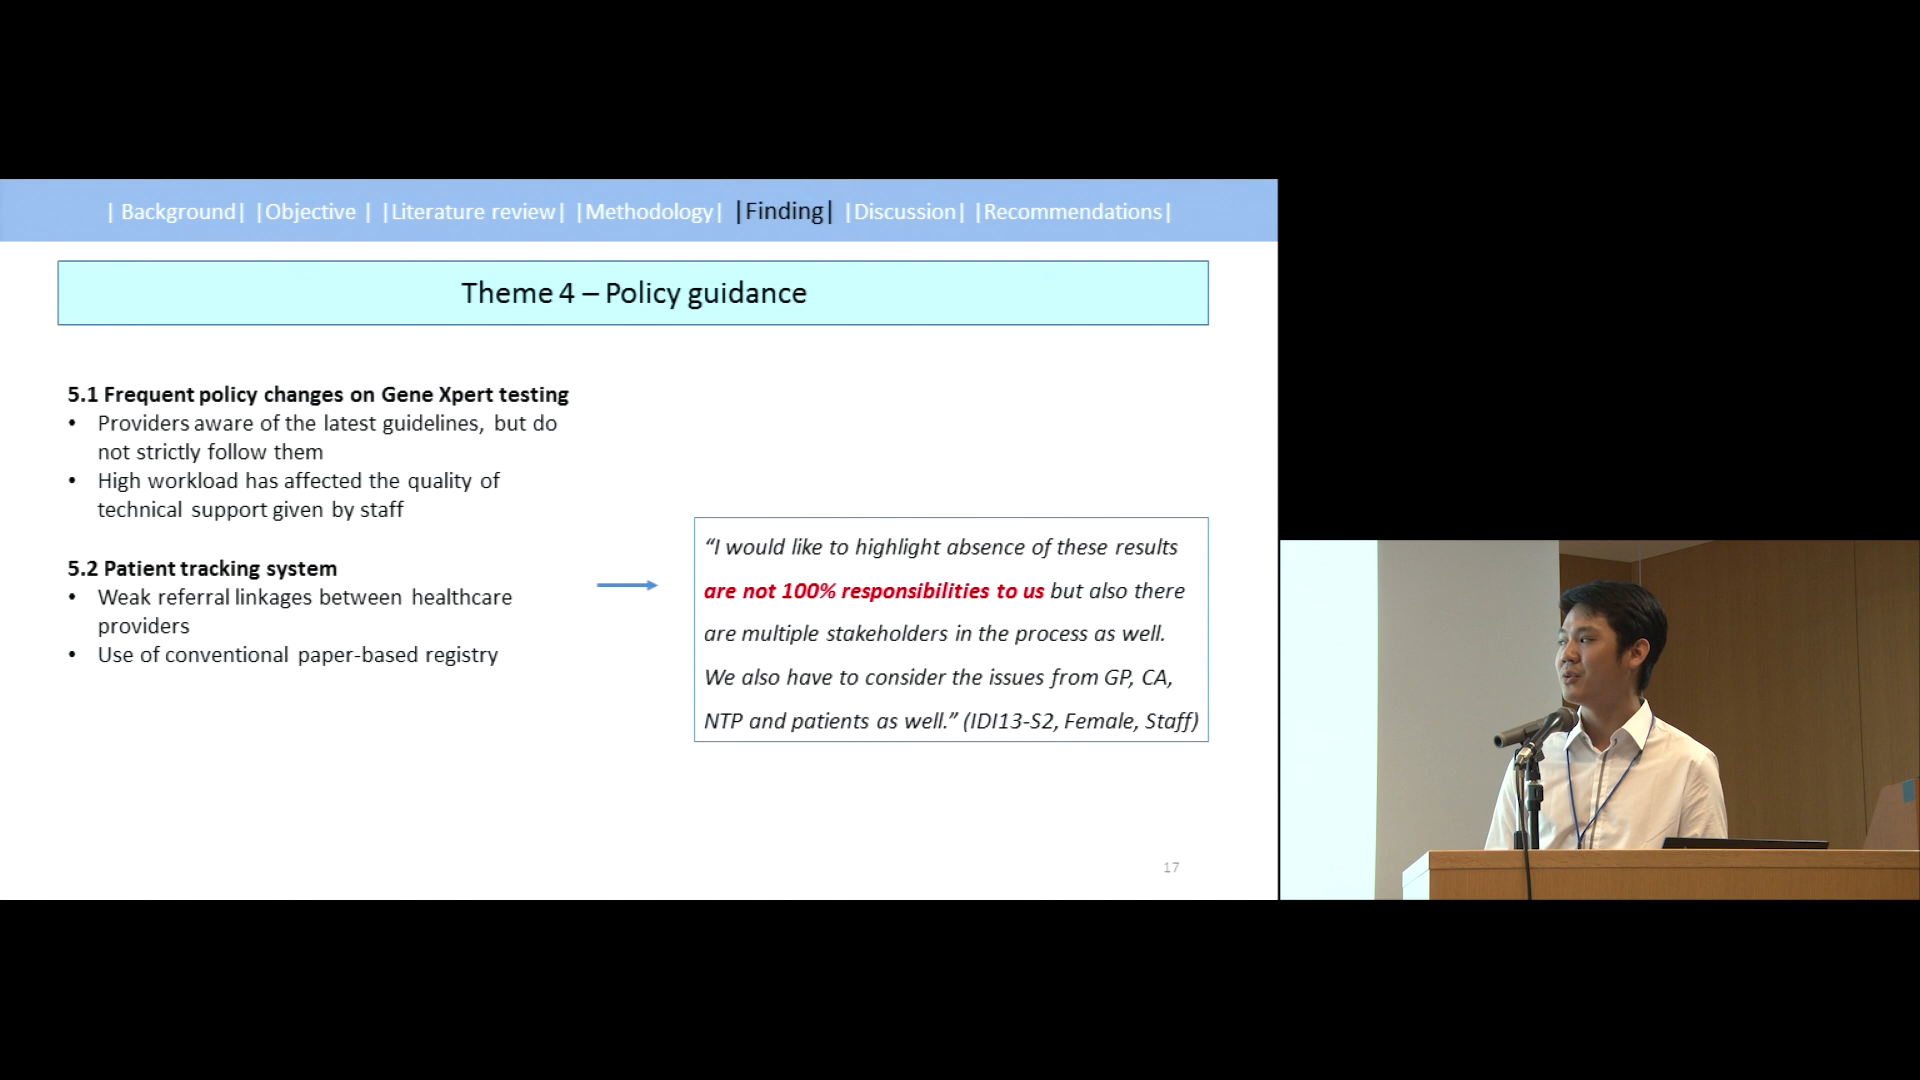 | Background| |Objective | |Literature review| |Methodology| |Finding| |Discussion| |Recommendations|
Theme 4 – Policy guidance
5.1 Frequent policy changes on Gene Xpert testing
• Providers aware of the latest guidelines, but do
not strictly follow them
• High workload has affected the quality of
technical support given by staff
5.2 Patient tracking system
• Weak referral linkages between healthcare
providers
• Use of conventional paper-based registry
“I would like to highlight absence of these results
are not 100% responsibilities to us but also there
are multiple stakeholders in the process as well.
We also have to consider the issues from GP, CA,
NTP and patients as well.” (IDI13-S2, Female, Staff)
17